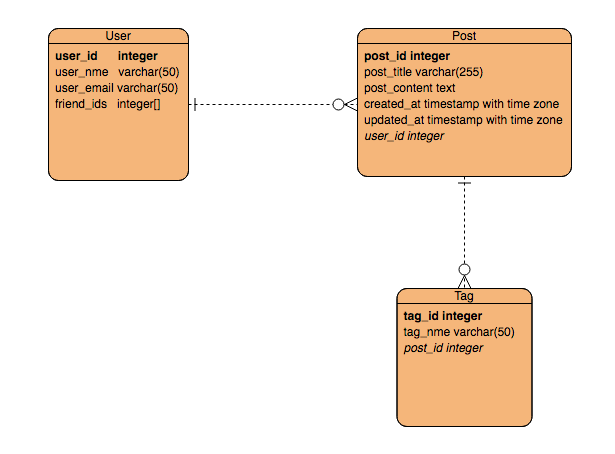 User
user_id integer
user_nme varchar(50)
user_email varchar(50)
friend_ids integer[]
Post
post_id integer
post_title varchar(255)
post_content text
created_at timestamp with time zone
updated_at timestamp with time zone
user_id integer
Tag
tag_id integer
tag_nme varchar(50)
post_id integer